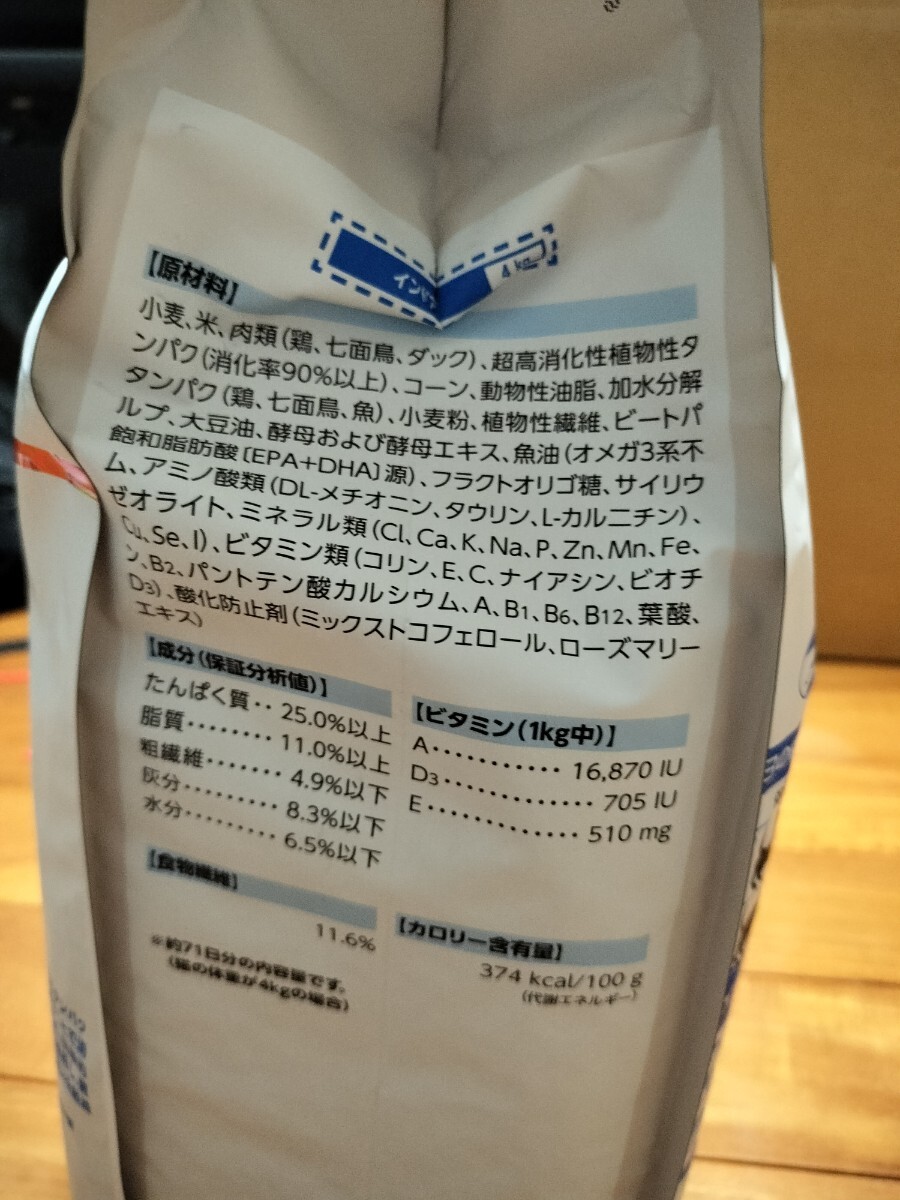 インドア
4 kg
【原材料】
小麦、米、肉類(鶏、七面鳥、ダック)、超高消化性植物性タ
ンパク(消化率90%以上)、コーン、動物性油脂、加水分解
タンパク(鶏、七面鳥、魚)、小麦粉、植物性繊維、ビートパ
ルプ、大豆油、酵母および酵母エキス、魚油(オメガ3系不
飽和脂肪酸〔EPA+DHA〕源)、フラクトオリゴ糖、サイリウ
ム、アミノ酸類(DL-メチオニン、タウリン、L-カルニチン)、
ゼオライト、ミネラル類(Cl、Ca、K、Na、P、Zn、Mn、Fe、
Cu、Se、I)、ビタミン類(コリン、E、C、ナイアシン、ビオチ
ン、B2、パントテン酸カルシウム、A、B1、B6、B12、葉酸、
D3)、酸化防止剤(ミックストコフェロール、ローズマリー
エキス)
【成分(保証分析値)】
たんぱく質‥25.0%以上
脂質········11.0%以上
粗繊維·······4.9%以下
灰分·········8.3%以下
水分·········6.5%以下
【ビタミン(1kg中)】
A···········16,870 IU
D3·············705 IU
E·············510 mg
【食物繊維】
11.6%
※約71日分の内容量です。
(猫の体重が4kgの場合)
【カロリー含有量】
374 kcal/100 g
(代謝エネルギー)